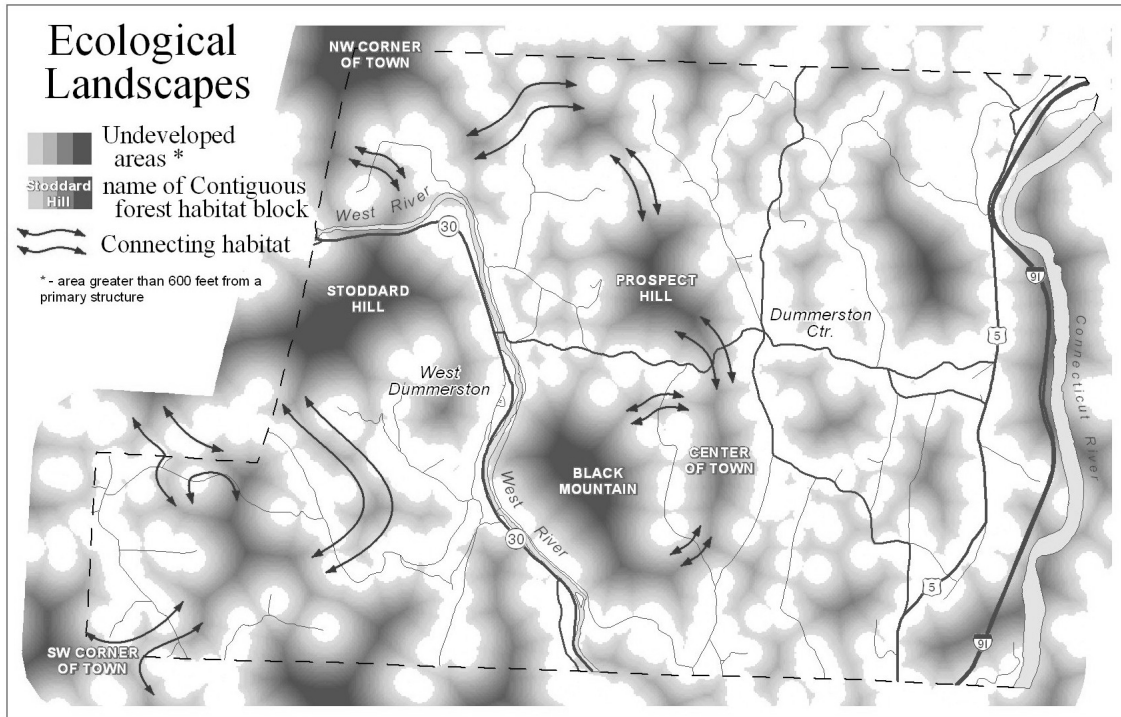 Ecological
Landscapes
Undeveloped
areas *
Stoddard
Hill
name of Contiguous
forest habitat block
Connecting habitat
* - area greater than 600 feet from a
primary structure
NW CORNER
OF TOWN
West River
30
STODDARD
HILL
PROSPECT
HILL
Dummerston
Ctr.
91
5
Connecticut River
West
Dummerston
BLACK
MOUNTAIN
CENTER
OF TOWN
West River
30
5
91
SW CORNER
OF TOWN